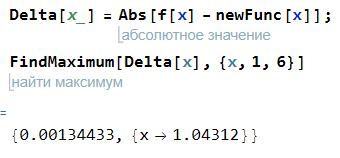 Delta[x_] = Abs[f[x] - newFunc[x]];
абсолютное значение
FindMaximum[Delta[x], {x, 1, 6}]
найти максимум
=
{0.00134433, {x → 1.04312}}